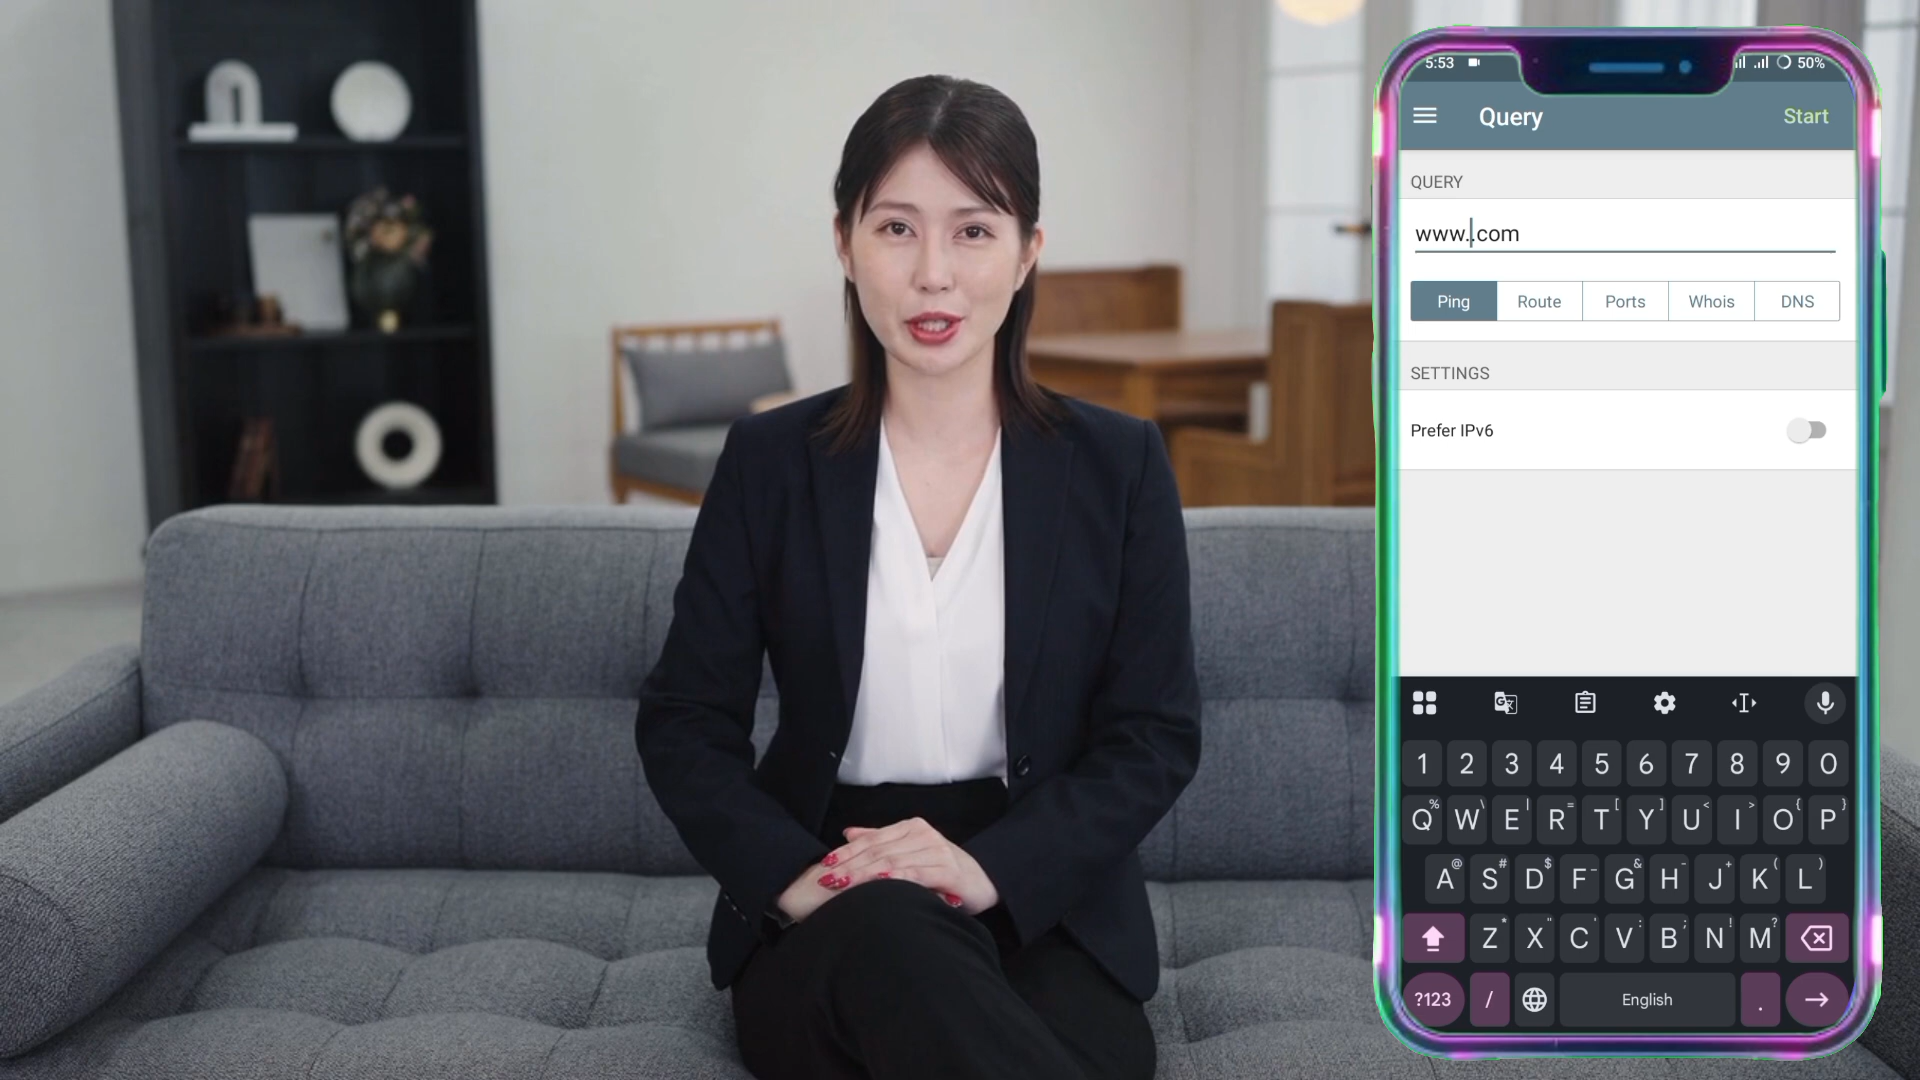 5:53 50%
Query Start
QUERY
www..com
Ping Route Ports Whois DNS
SETTINGS
Prefer IPv6
1 2 3 4 5 6 7 8 9 0
Q% W\ E| R= T[ Y] U< I> O{ P}
A@ S# D$ F- G& H- J+ K( L)
Z* X" C' V: B; N! M?
?123 / English .